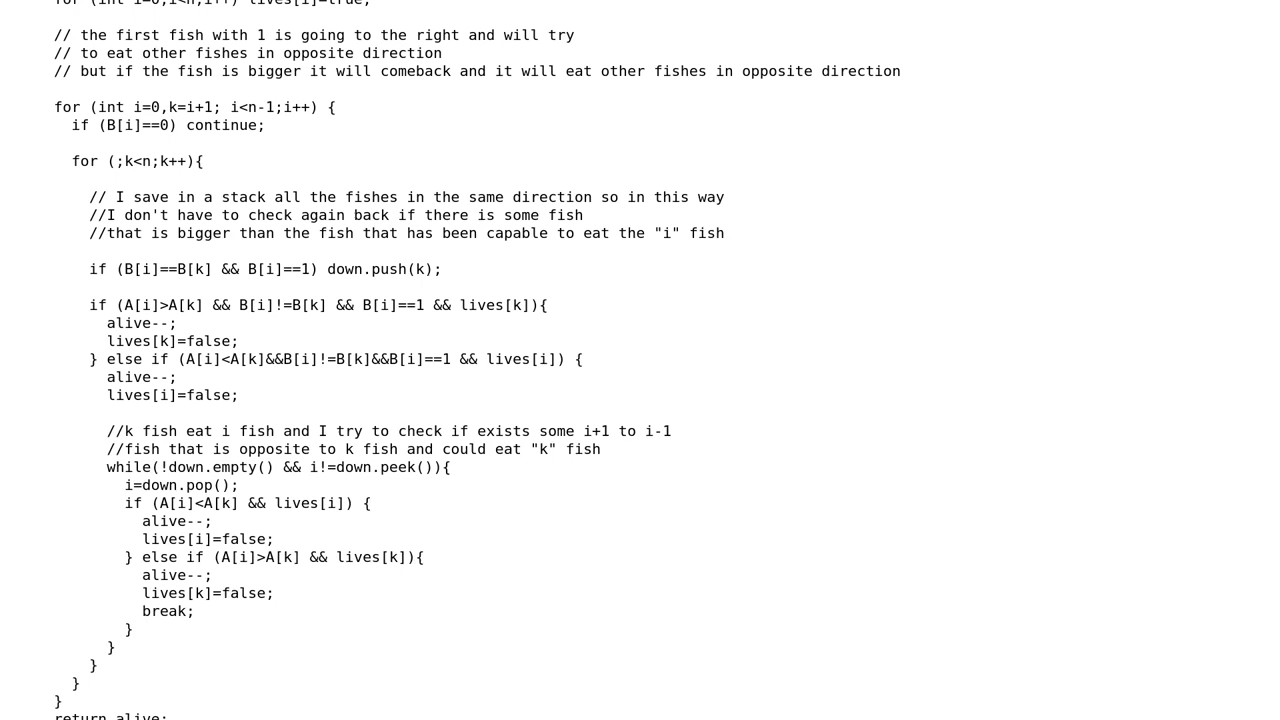 for (int i=0;i<n;i++) lives[i]=true;
// the first fish with 1 is going to the right and will try
// to eat other fishes in opposite direction
// but if the fish is bigger it will comeback and it will eat other fishes in opposite direction
for (int i=0,k=i+1; i<n-1;i++) {
if (B[i]==0) continue;
for (;k<n;k++){
// I save in a stack all the fishes in the same direction so in this way
//I don't have to check again back if there is some fish
//that is bigger than the fish that has been capable to eat the "i" fish
if (B[i]==B[k] && B[i]==1) down.push(k);
if (A[i]>A[k] && B[i]!=B[k] && B[i]==1 && lives[k]){
alive--;
lives[k]=false;
} else if (A[i]<A[k]&&B[i]!=B[k]&&B[i]==1 && lives[i]) {
alive--;
lives[i]=false;
//k fish eat i fish and I try to check if exists some i+1 to i-1
//fish that is opposite to k fish and could eat "k" fish
while(!down.empty() && i!=down.peek()){
i=down.pop();
if (A[i]<A[k] && lives[i]) {
alive--;
lives[i]=false;
} else if (A[i]>A[k] && lives[k]){
alive--;
lives[k]=false;
break;
}
}
}
}
}
return alive;